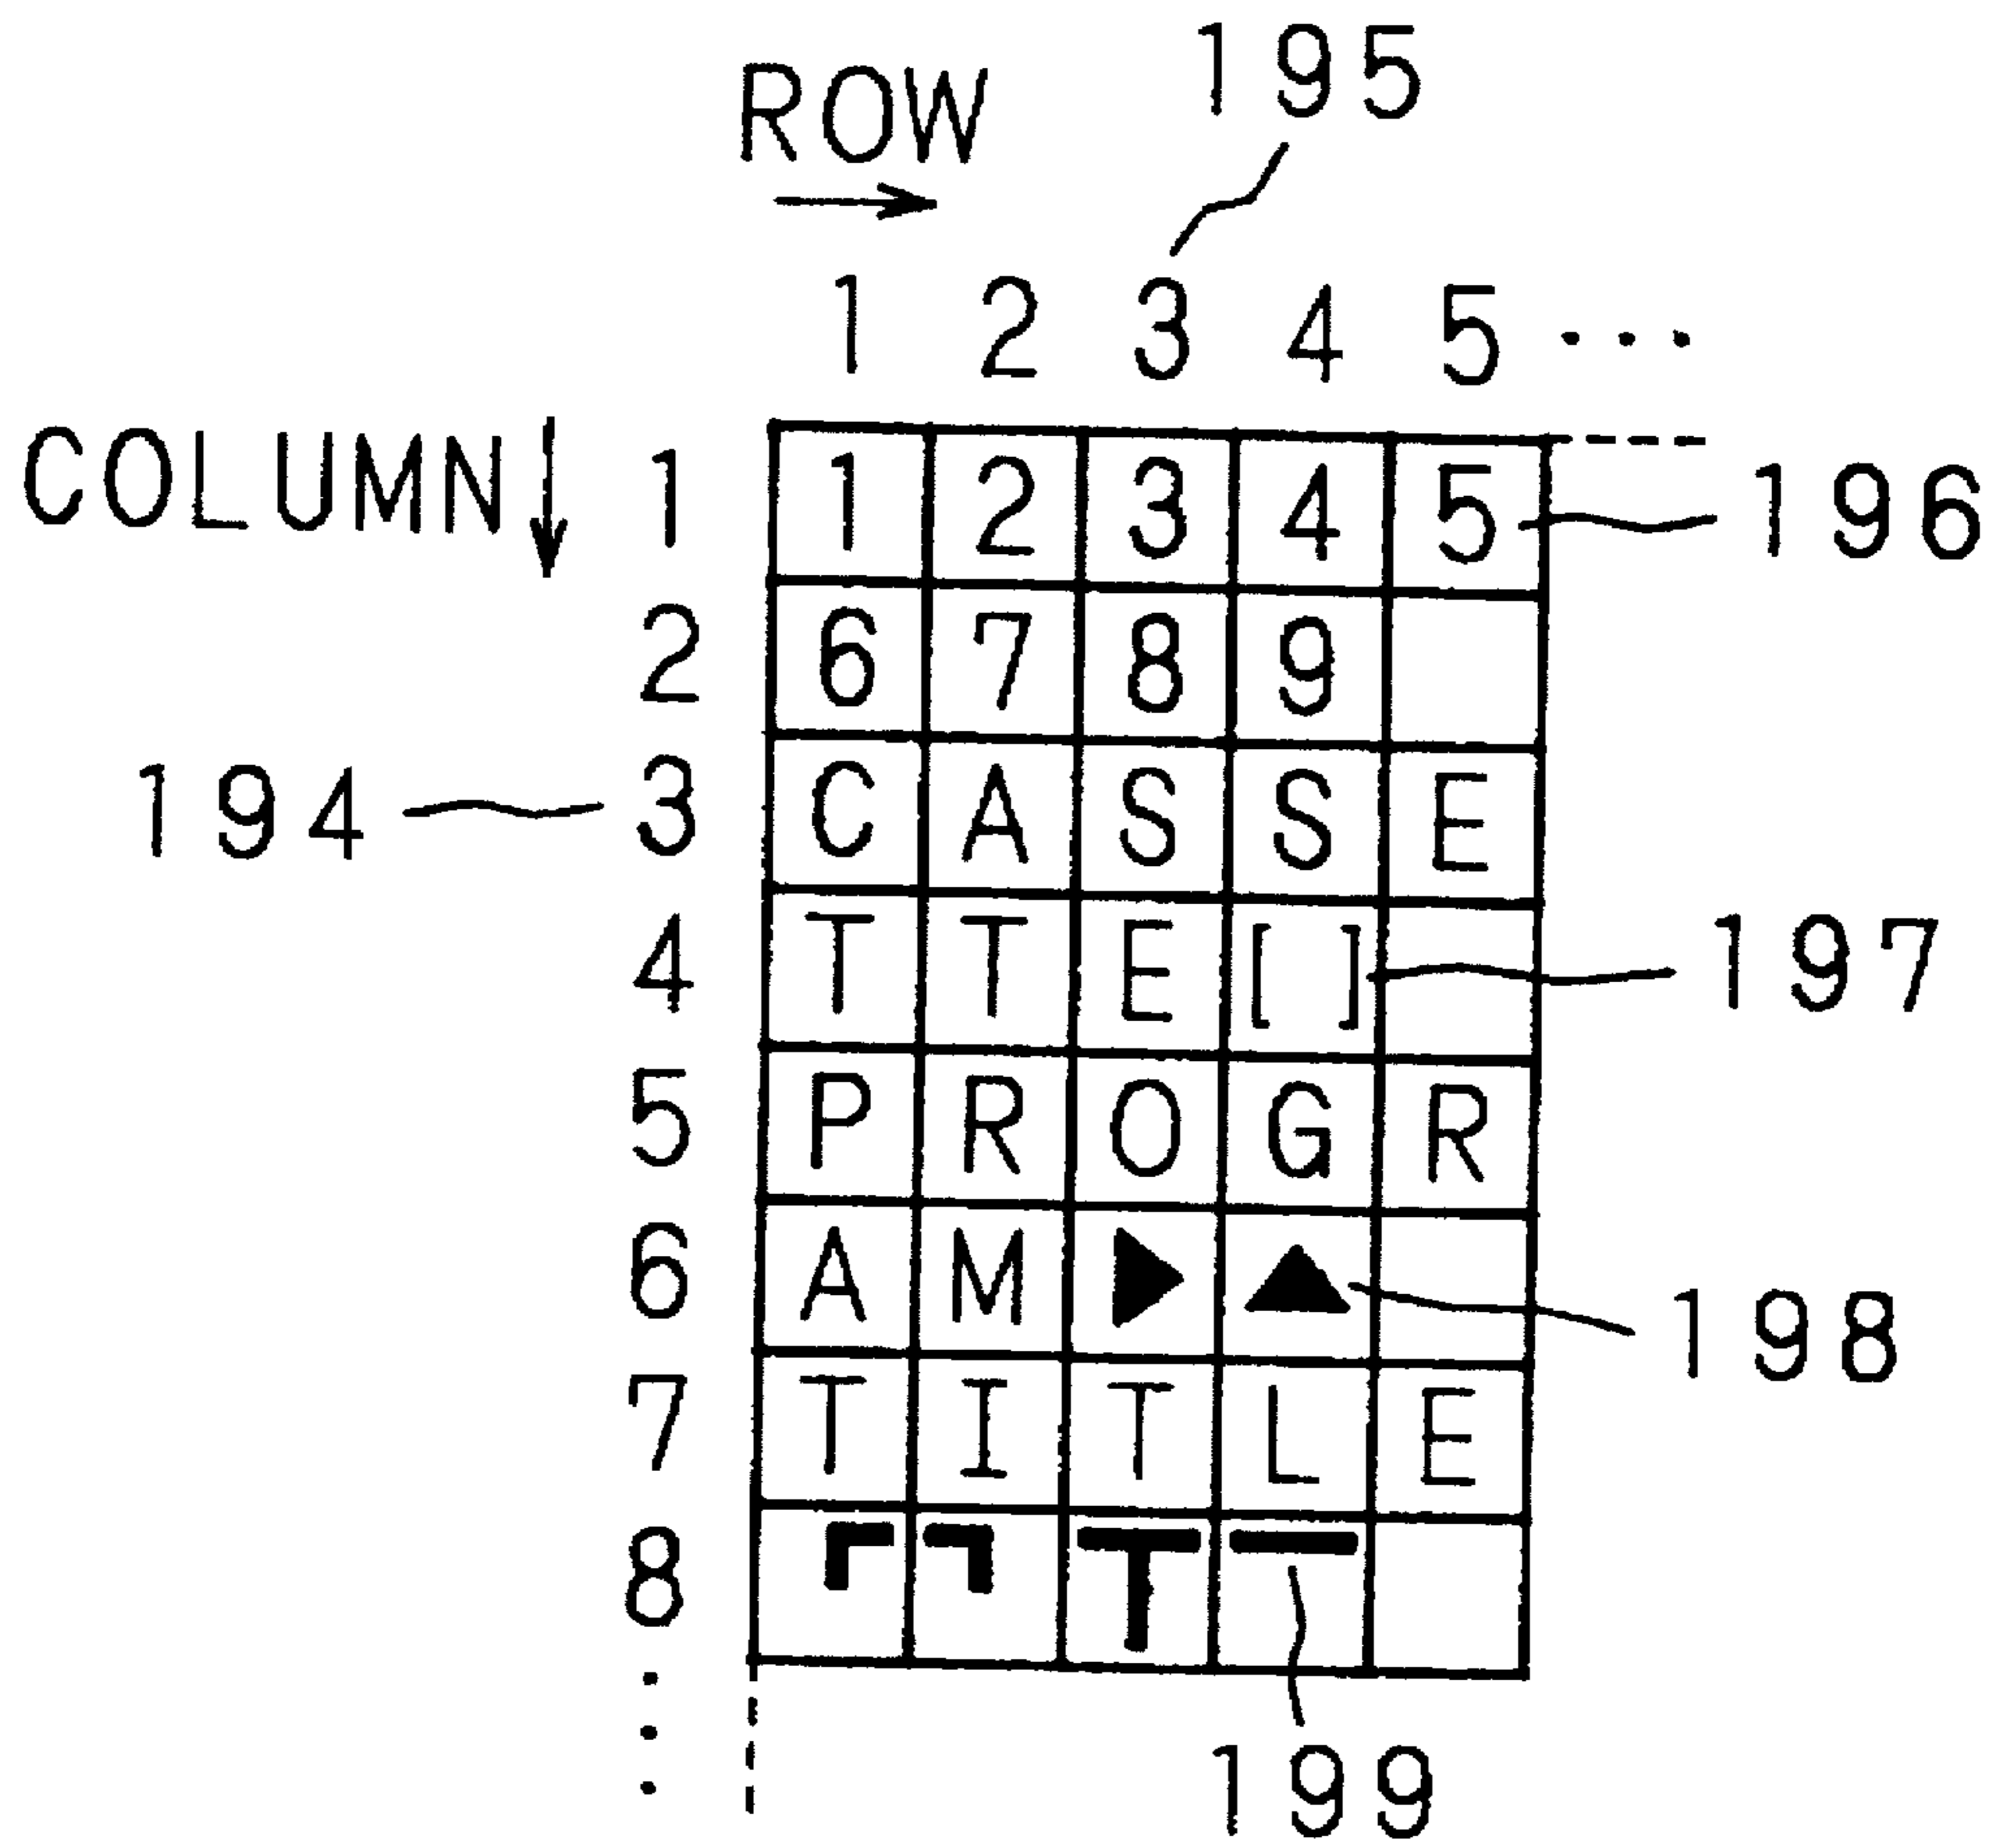 195
ROW
→
1 2 3 4 5 ...
COLUMN↓ 1 1 2 3 4 5 196
2 6 7 8 9
194 3 C A S S E
4 T T E [ ] 197
5 P R O G R
6 A M ▶ ▲ 198
7 T I T L E
8
199